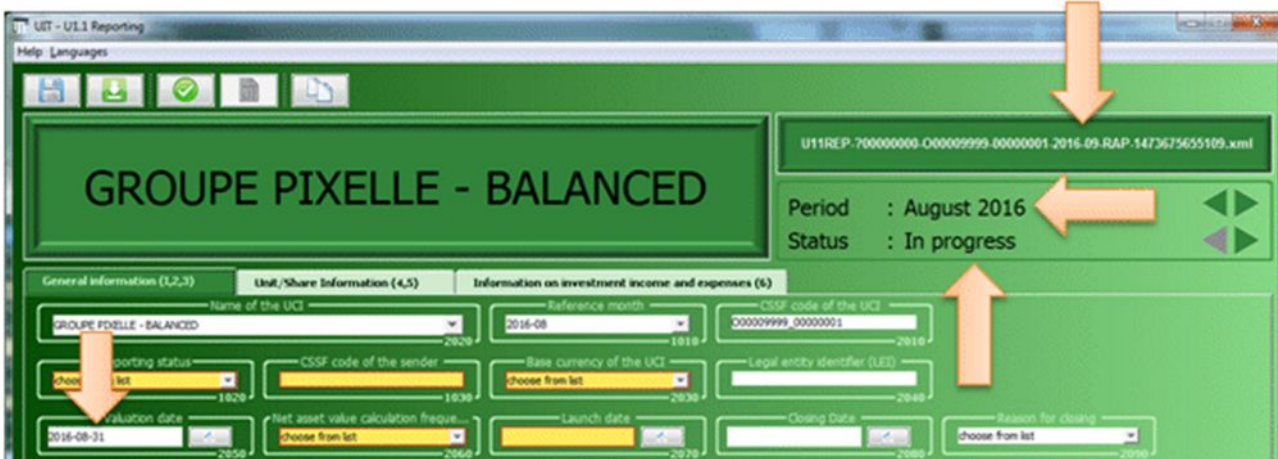 UIT - U1.1 Reporting
Help Languages
U11REP-?00000000-O00009999-00000001-2016-09-RAP-1473675655109.xml
GROUPE PIXELLE - BALANCED
Period : August 2016
Status : In progress
General information (1,2,3) Unit/Share Information (4,5) Information on investment income and expenses (6)
Name of the UCI Reference month CSSF code of the UCI
GROUPE PIXELLE - BALANCED 2016-08 O00009999_00000001
2020 1010 2010
reporting status CSSF code of the sender Base currency of the UCI Legal entity identifier (LEI)
list choose from list
1020 1030 2030 2040
Valuation date Net asset value calculation freque... Launch date Closing Date Reason for closing
2016-08-31 choose from list choose from list
2050 2060 2070 2080 2090